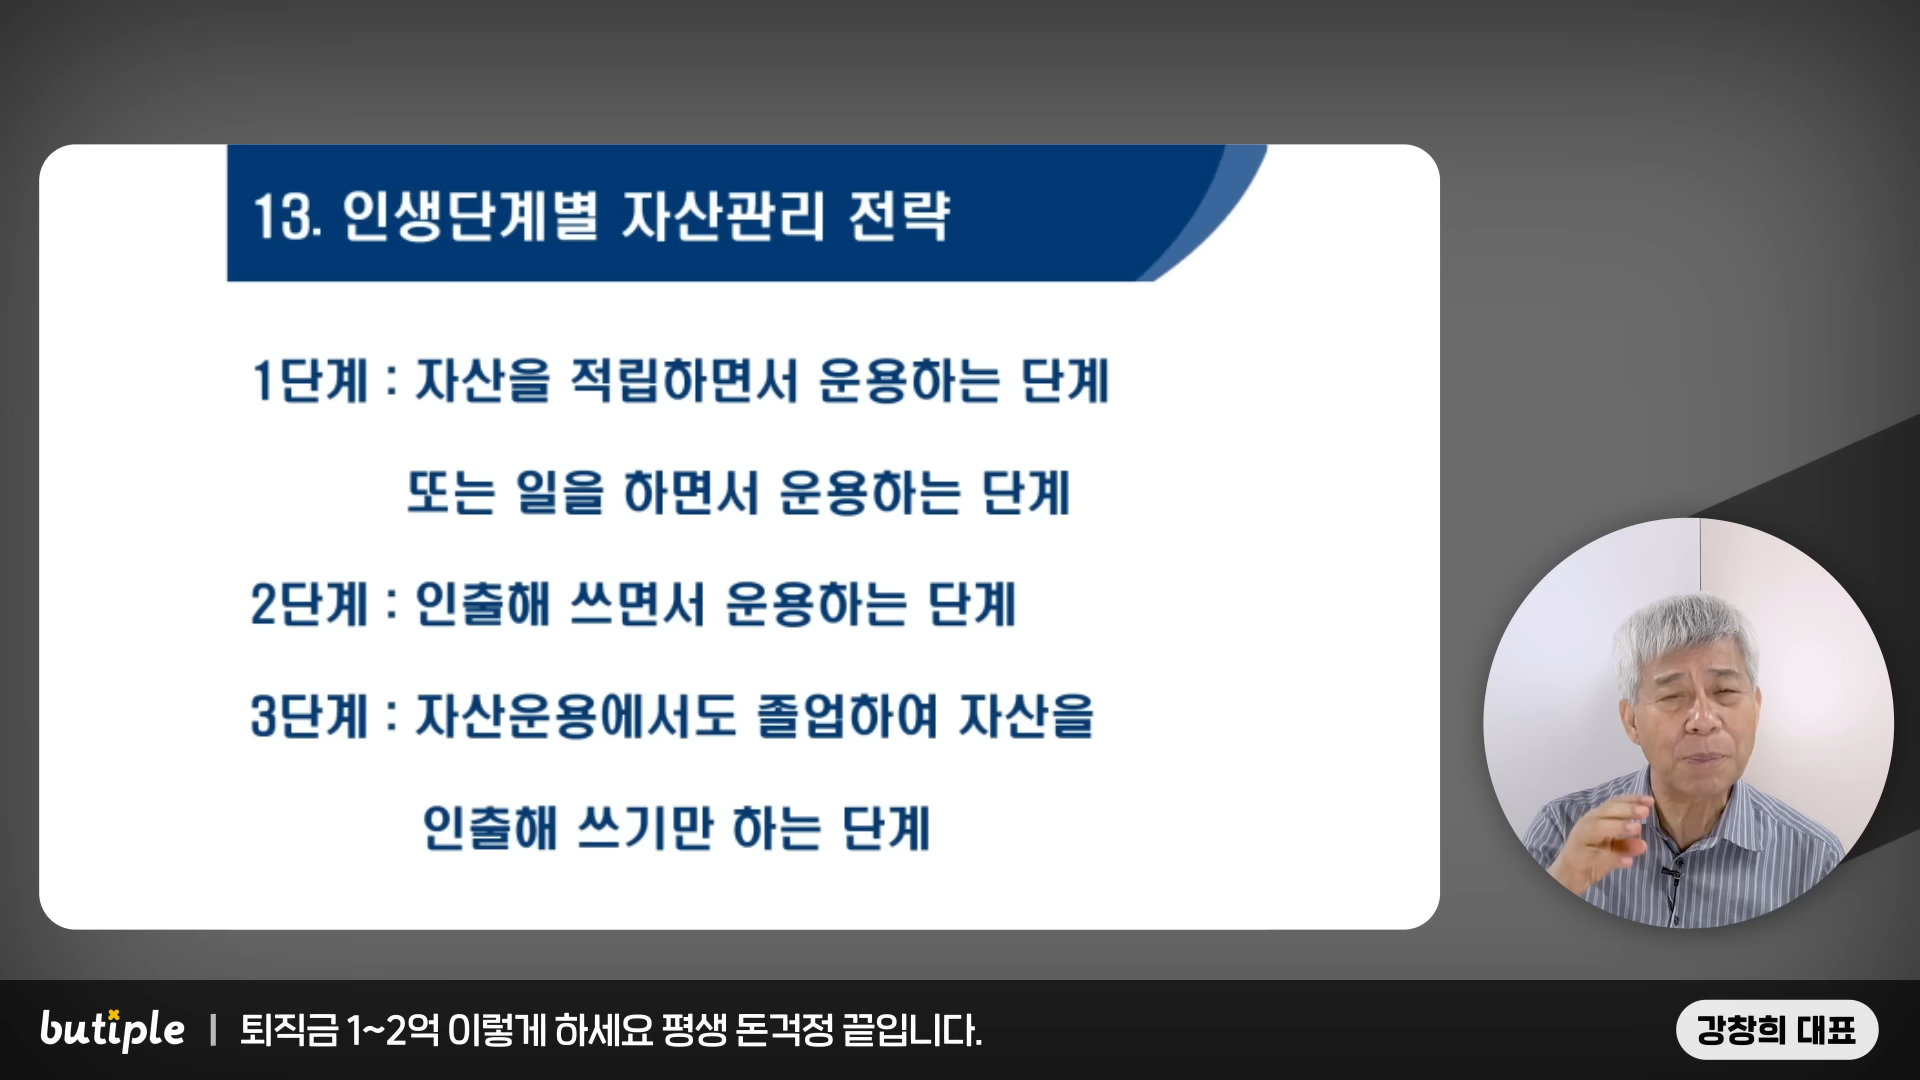 13. 인생단계별 자산관리 전략
1단계 : 자산을 적립하면서 운용하는 단계
또는 일을 하면서 운용하는 단계
2단계 : 인출해 쓰면서 운용하는 단계
3단계 : 자산운용에서도 졸업하여 자산을
인출해 쓰기만 하는 단계
butiple | 퇴직금 1~2억 이렇게 하세요 평생 돈걱정 끝입니다.
강창희 대표